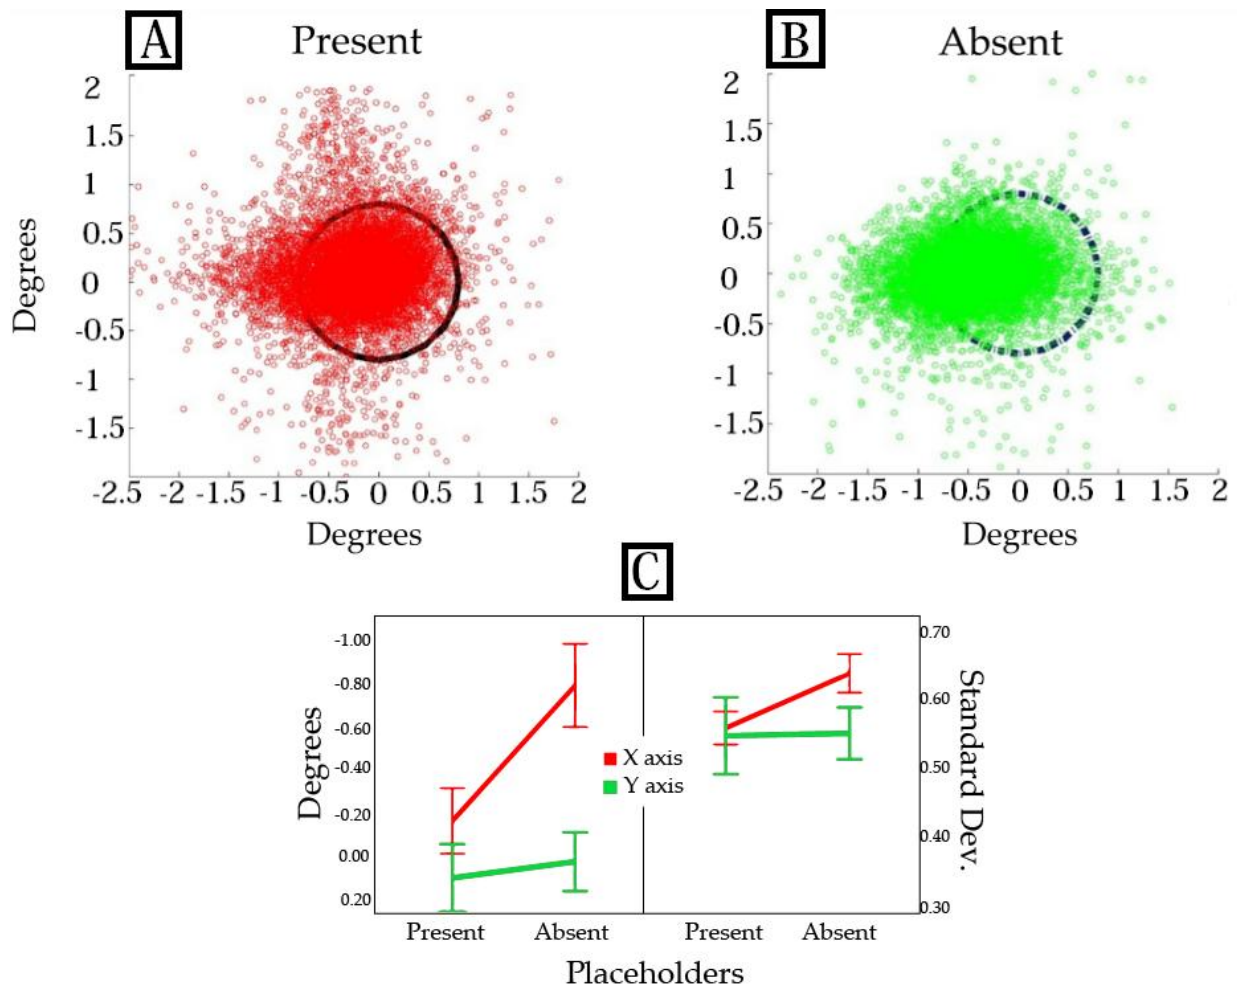 A Present
B Absent
2
1.5
1
0.5
0
-0.5
-1
-1.5
Degrees
-2.5 -2 -1.5 -1 -0.5 0 0.5 1 1.5 2
Degrees
2
1.5
1
0.5
0
-0.5
-1
-1.5
-2.5 -2 -1.5 -1 -0.5 0 0.5 1 1.5 2
Degrees
C
-1.00
-0.80
-0.60
-0.40
-0.20
0.00
0.20
Degrees
X axis
Y axis
0.70
0.60
0.50
0.40
0.30
Standard Dev.
Present Absent Present Absent
Placeholders